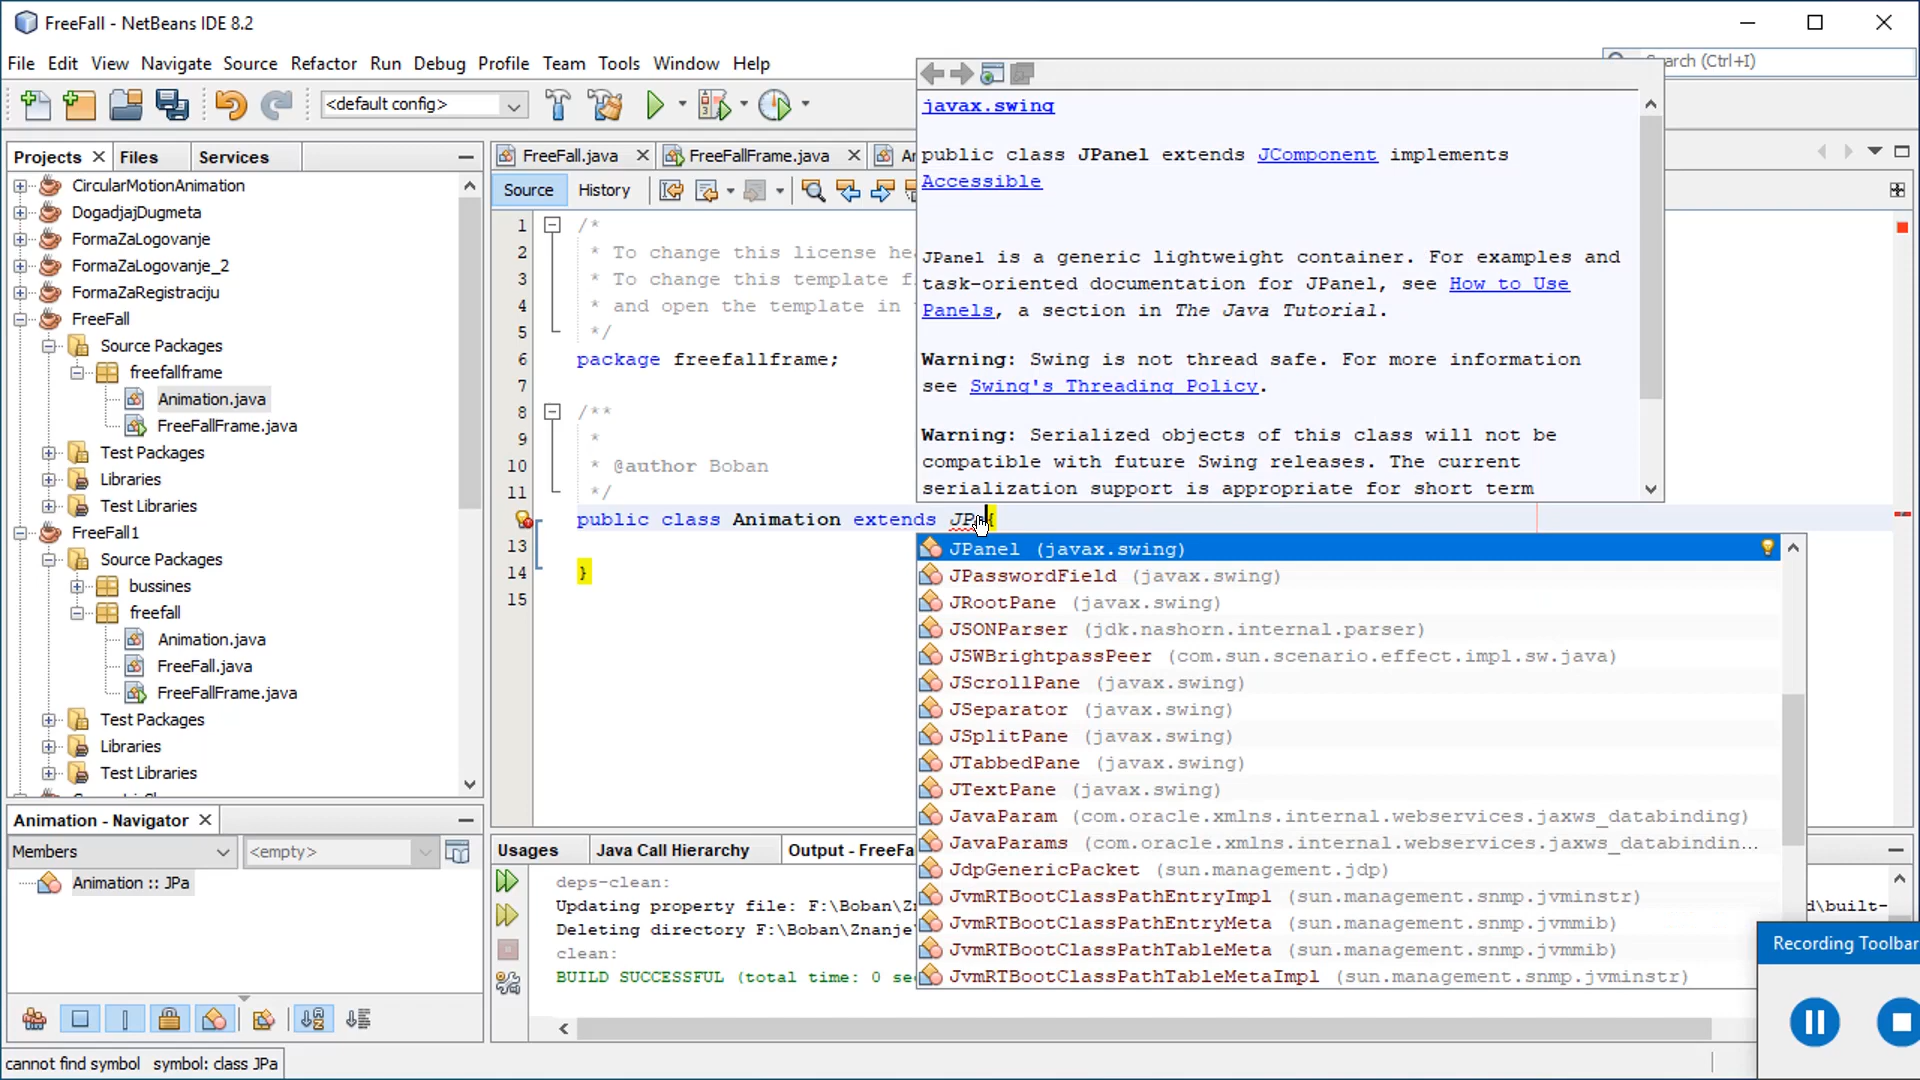 FreeFall - NetBeans IDE 8.2
File Edit View Navigate Source Refactor Run Debug Profile Team Tools Window Help
Search (Ctrl+I)
<default config>
Projects Files Services
CircularMotionAnimation
DogadjajDugmeta
FormaZaLogovanje
FormaZaLogovanje_2
FormaZaRegistraciju
FreeFall
Source Packages
freefallframe
Animation.java
FreeFallFrame.java
Test Packages
Libraries
Test Libraries
FreeFall1
Source Packages
bussines
freefall
Animation.java
FreeFall.java
FreeFallFrame.java
Test Packages
Libraries
Test Libraries
Animation - Navigator
Members <empty>
Animation :: JPa
FreeFall.java FreeFallFrame.java
Source History
1 /*
2 * To change this license
3 * To change this template
4 * and open the template in
5 */
6 package freefallframe;
7
8 /**
9 *
10 * @author Boban
11 */
public class Animation extends JPa{
13
14 }
15
javax.swing
public class JPanel extends JComponent implements
Accessible
JPanel is a generic lightweight container. For examples and
task-oriented documentation for JPanel, see How to Use
Panels, a section in The Java Tutorial.
Warning: Swing is not thread safe. For more information
see Swing's Threading Policy.
Warning: Serialized objects of this class will not be
compatible with future Swing releases. The current
serialization support is appropriate for short term
JPanel (javax.swing)
JPasswordField (javax.swing)
JRootPane (javax.swing)
JSONParser (jdk.nashorn.internal.parser)
JSWBrightpassPeer (com.sun.scenario.effect.impl.sw.java)
JScrollPane (javax.swing)
JSeparator (javax.swing)
JSplitPane (javax.swing)
JTabbedPane (javax.swing)
JTextPane (javax.swing)
JavaParam (com.oracle.xmlns.internal.webservices.jaxws_databinding)
JavaParams (com.oracle.xmlns.internal.webservices.jaxws_databindin...
JdpGenericPacket (sun.management.jdp)
JvmRTBootClassPathEntryImpl (sun.management.snmp.jvminstr)
JvmRTBootClassPathEntryMeta (sun.management.snmp.jvmmib)
JvmRTBootClassPathTableMeta (sun.management.snmp.jvmmib)
JvmRTBootClassPathTableMetaImpl (sun.management.snmp.jvminstr)
Usages Java Call Hierarchy Output - FreeFa
deps-clean:
Updating property file: F:\Boban\Zn
d\built-
Deleting directory F:\Boban\Znanje
clean:
BUILD SUCCESSFUL (total time: 0 se
Recording Toolbar
cannot find symbol symbol: class JPa